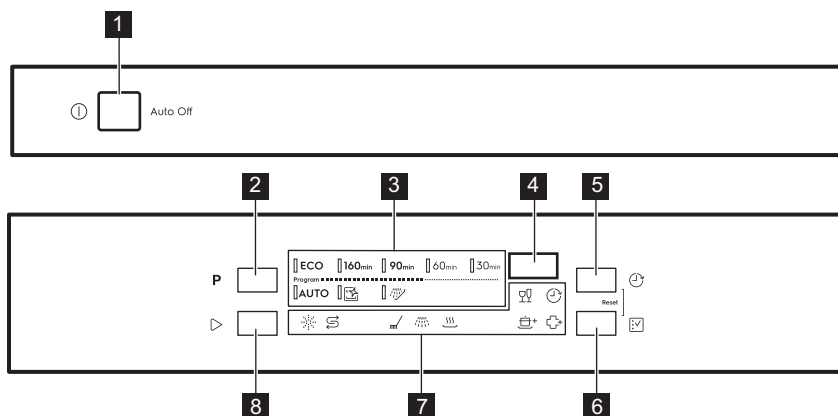 1
Auto Off
2 3 4 5
P
ECO 160min 90min 60min 30min
Program
AUTO
Reset
8 7 6